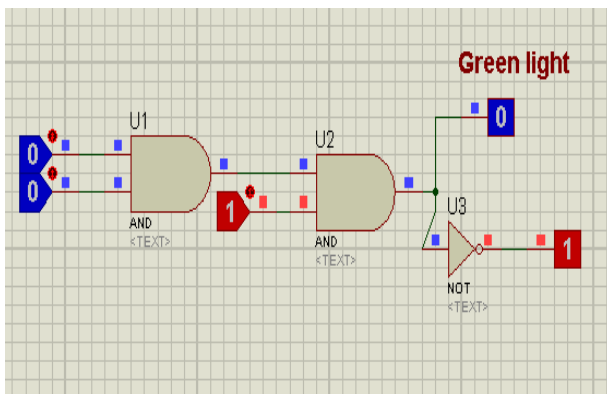 Green light
0
U1
0
0
AND
<TEXT>
U2
1
AND
<TEXT>
U3
1
NOT
<TEXT>